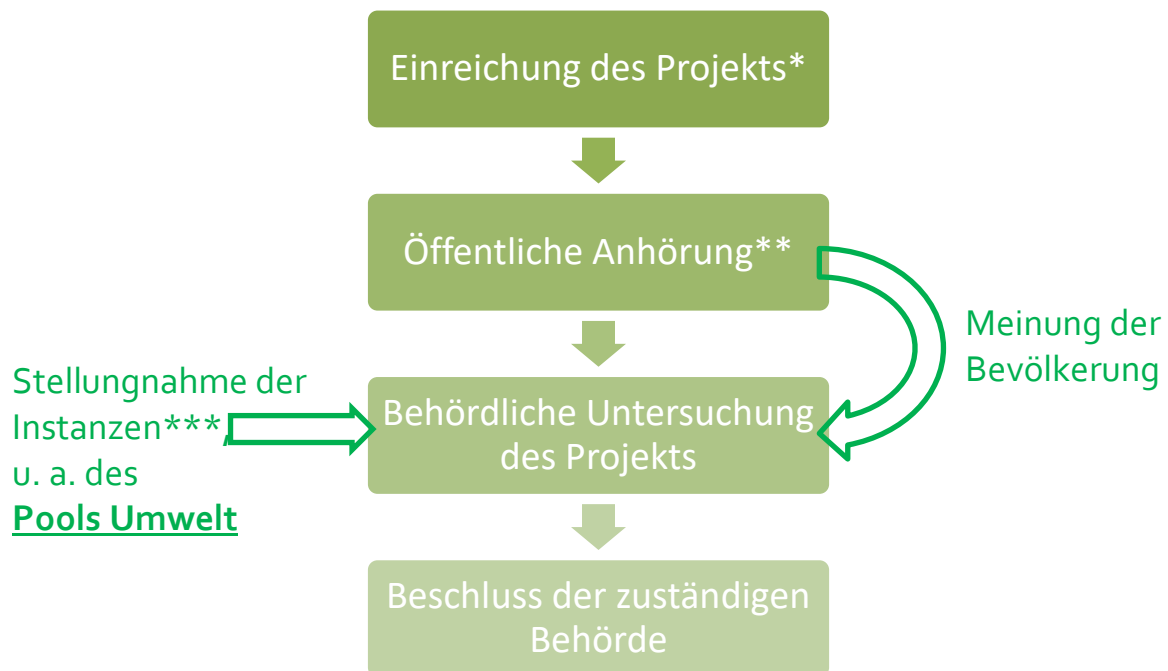 Einreichung des Projekts*
Öffentliche Anhörung**
Meinung der
Bevölkerung
Stellungnahme der
Instanzen***,
u. a. des
Pools Umwelt
Behördliche Untersuchung
des Projekts
Beschluss der zuständigen
Behörde